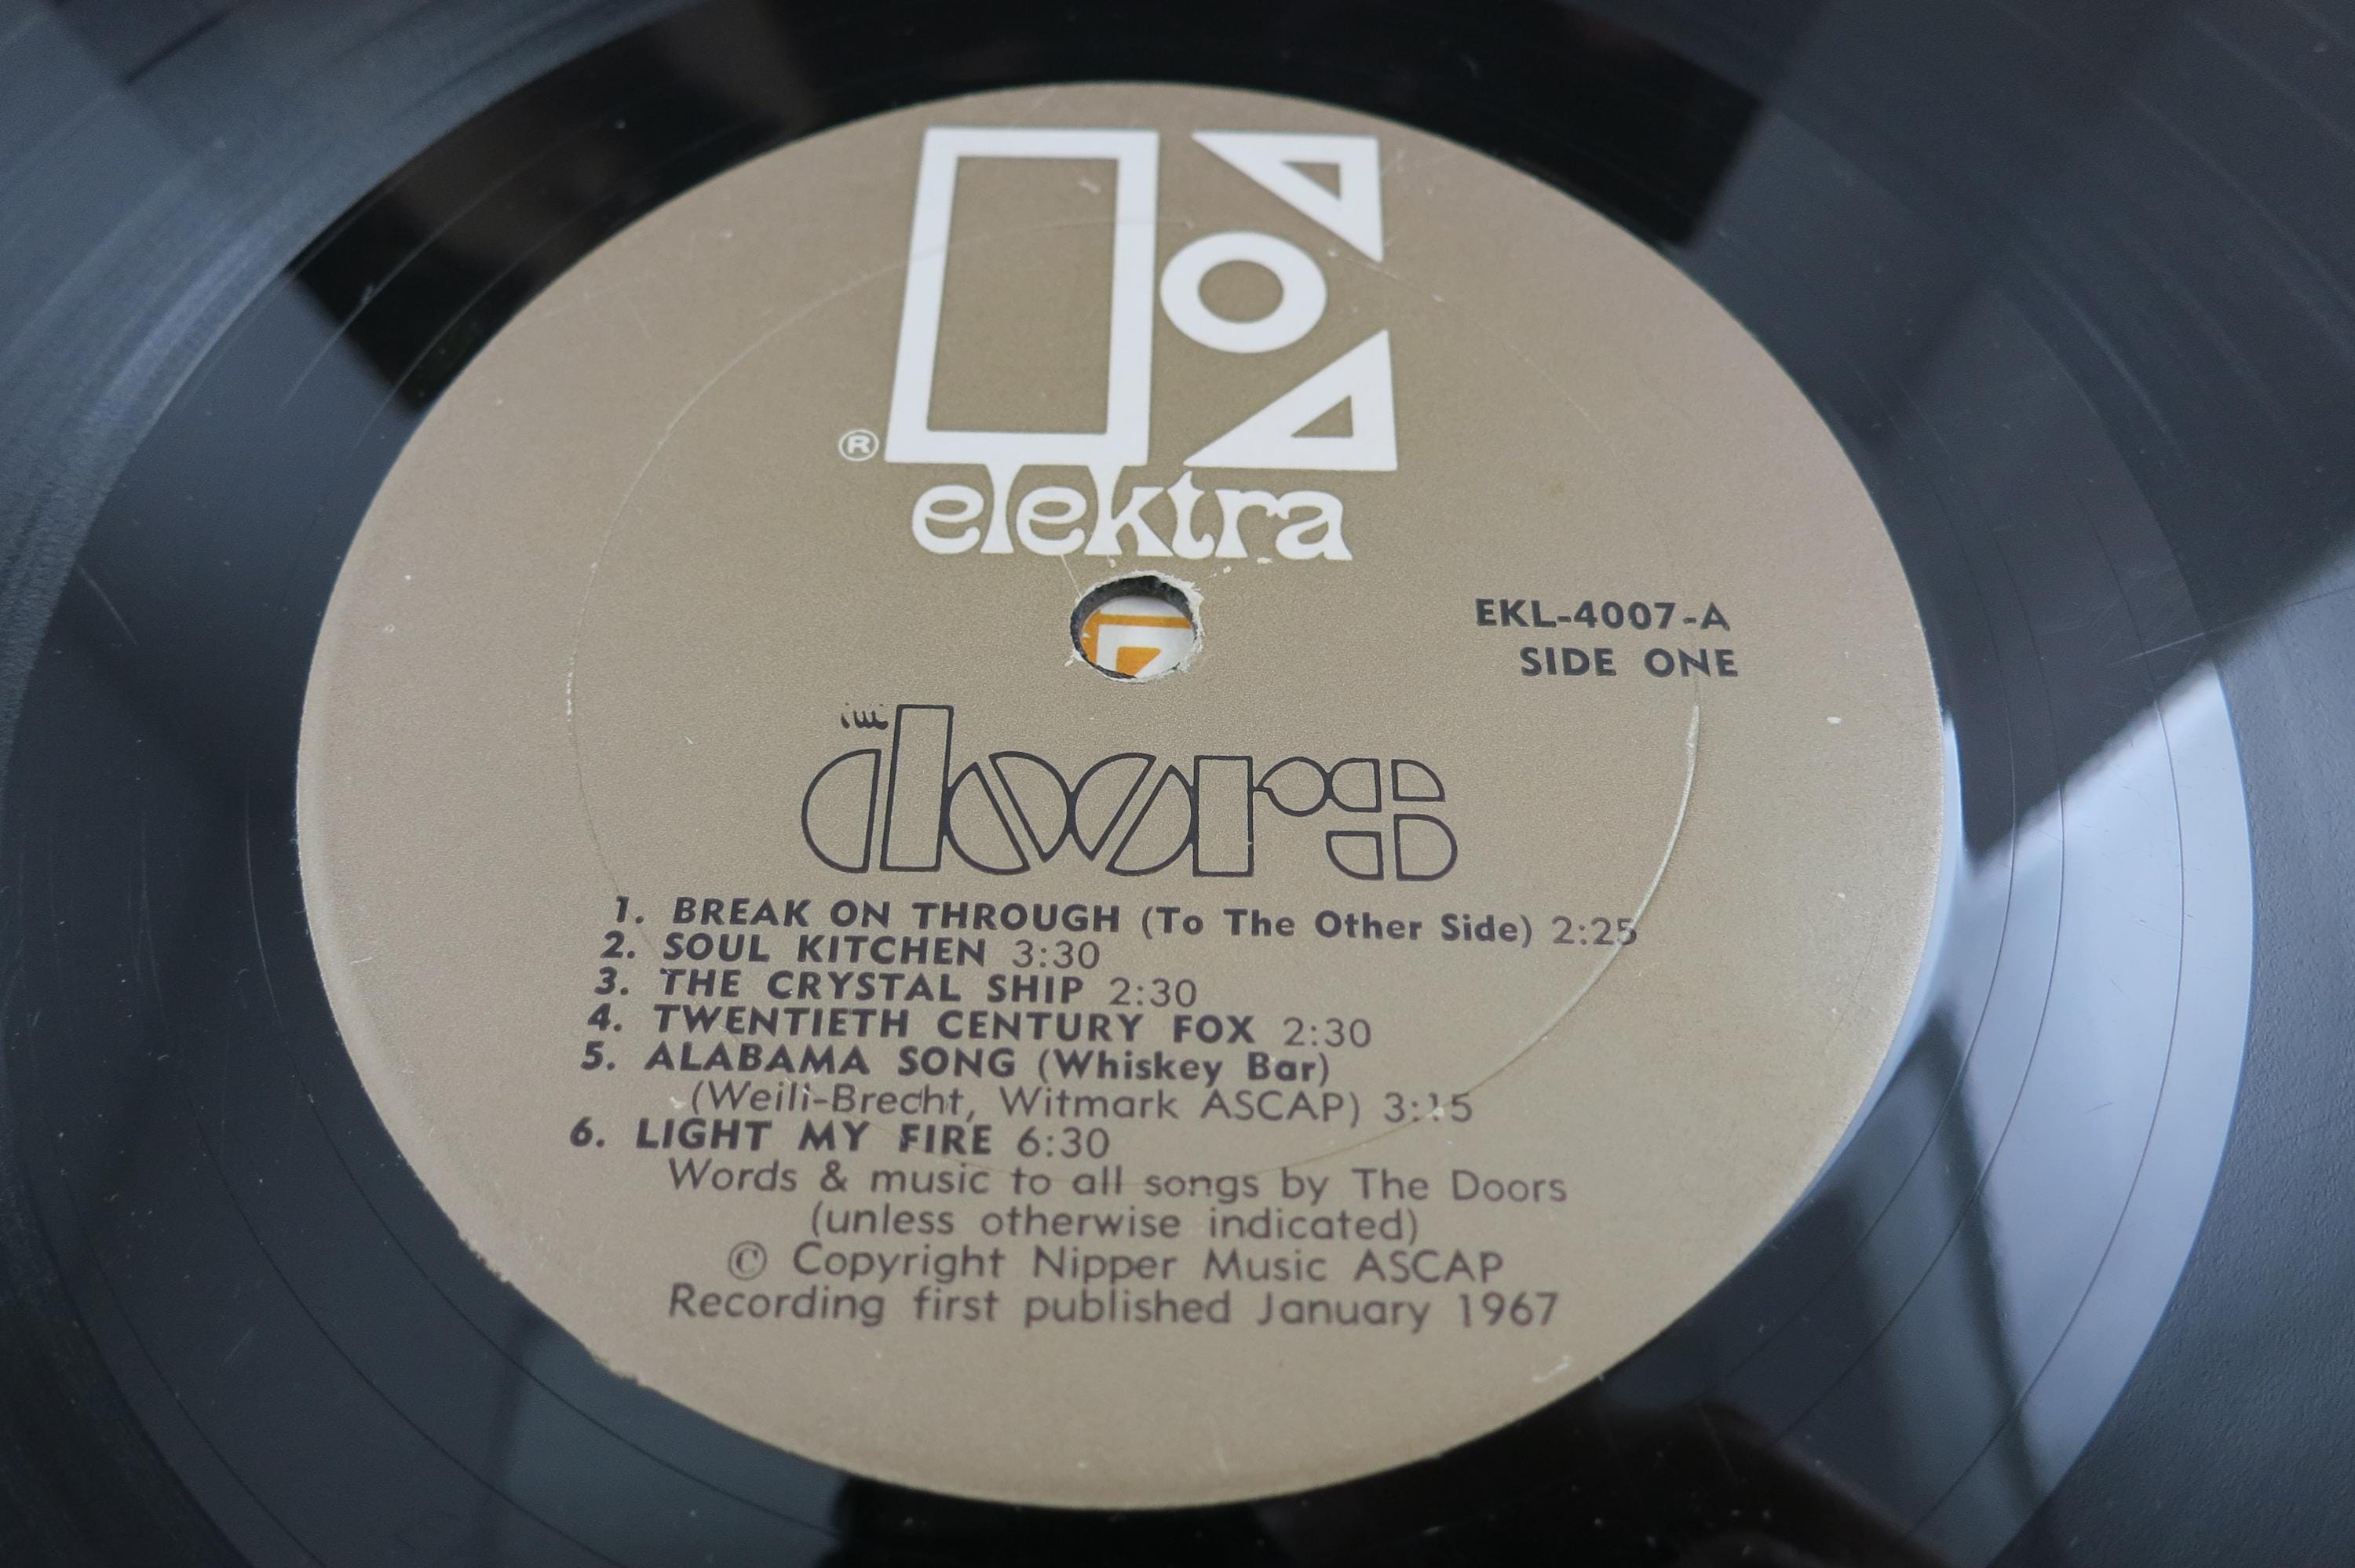 ®
elektra
EKL-4007-A
SIDE ONE
THE
doors
1. BREAK ON THROUGH (To The Other Side) 2:25
2. SOUL KITCHEN 3:30
3. THE CRYSTAL SHIP 2:30
4. TWENTIETH CENTURY FOX 2:30
5. ALABAMA SONG (Whiskey Bar)
(Weill-Brecht, Witmark ASCAP) 3:15
6. LIGHT MY FIRE 6:30
Words & music to all songs by The Doors
(unless otherwise indicated)
© Copyright Nipper Music ASCAP
Recording first published January 1967